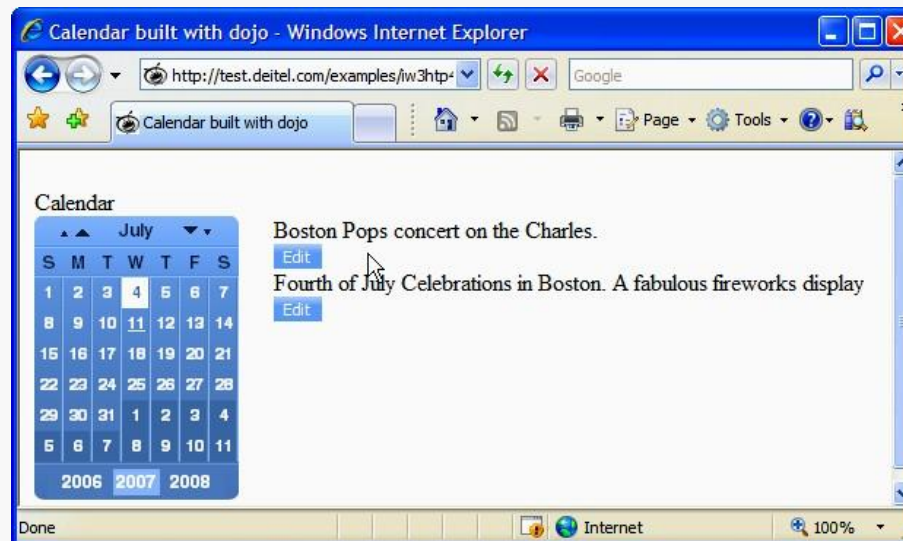 Calendar built with dojo - Windows Internet Explorer
http://test.deitel.com/examples/iw3htp4
Google
Calendar built with dojo
Page
Tools
Calendar
July
S M T W T F S
1 2 3 4 5 6 7
8 9 10 11 12 13 14
15 16 17 18 19 20 21
22 23 24 25 26 27 28
29 30 31 1 2 3 4
5 6 7 8 9 10 11
2006 2007 2008
Boston Pops concert on the Charles.
Edit
Fourth of July Celebrations in Boston. A fabulous fireworks display
Edit
Done
Internet
100%